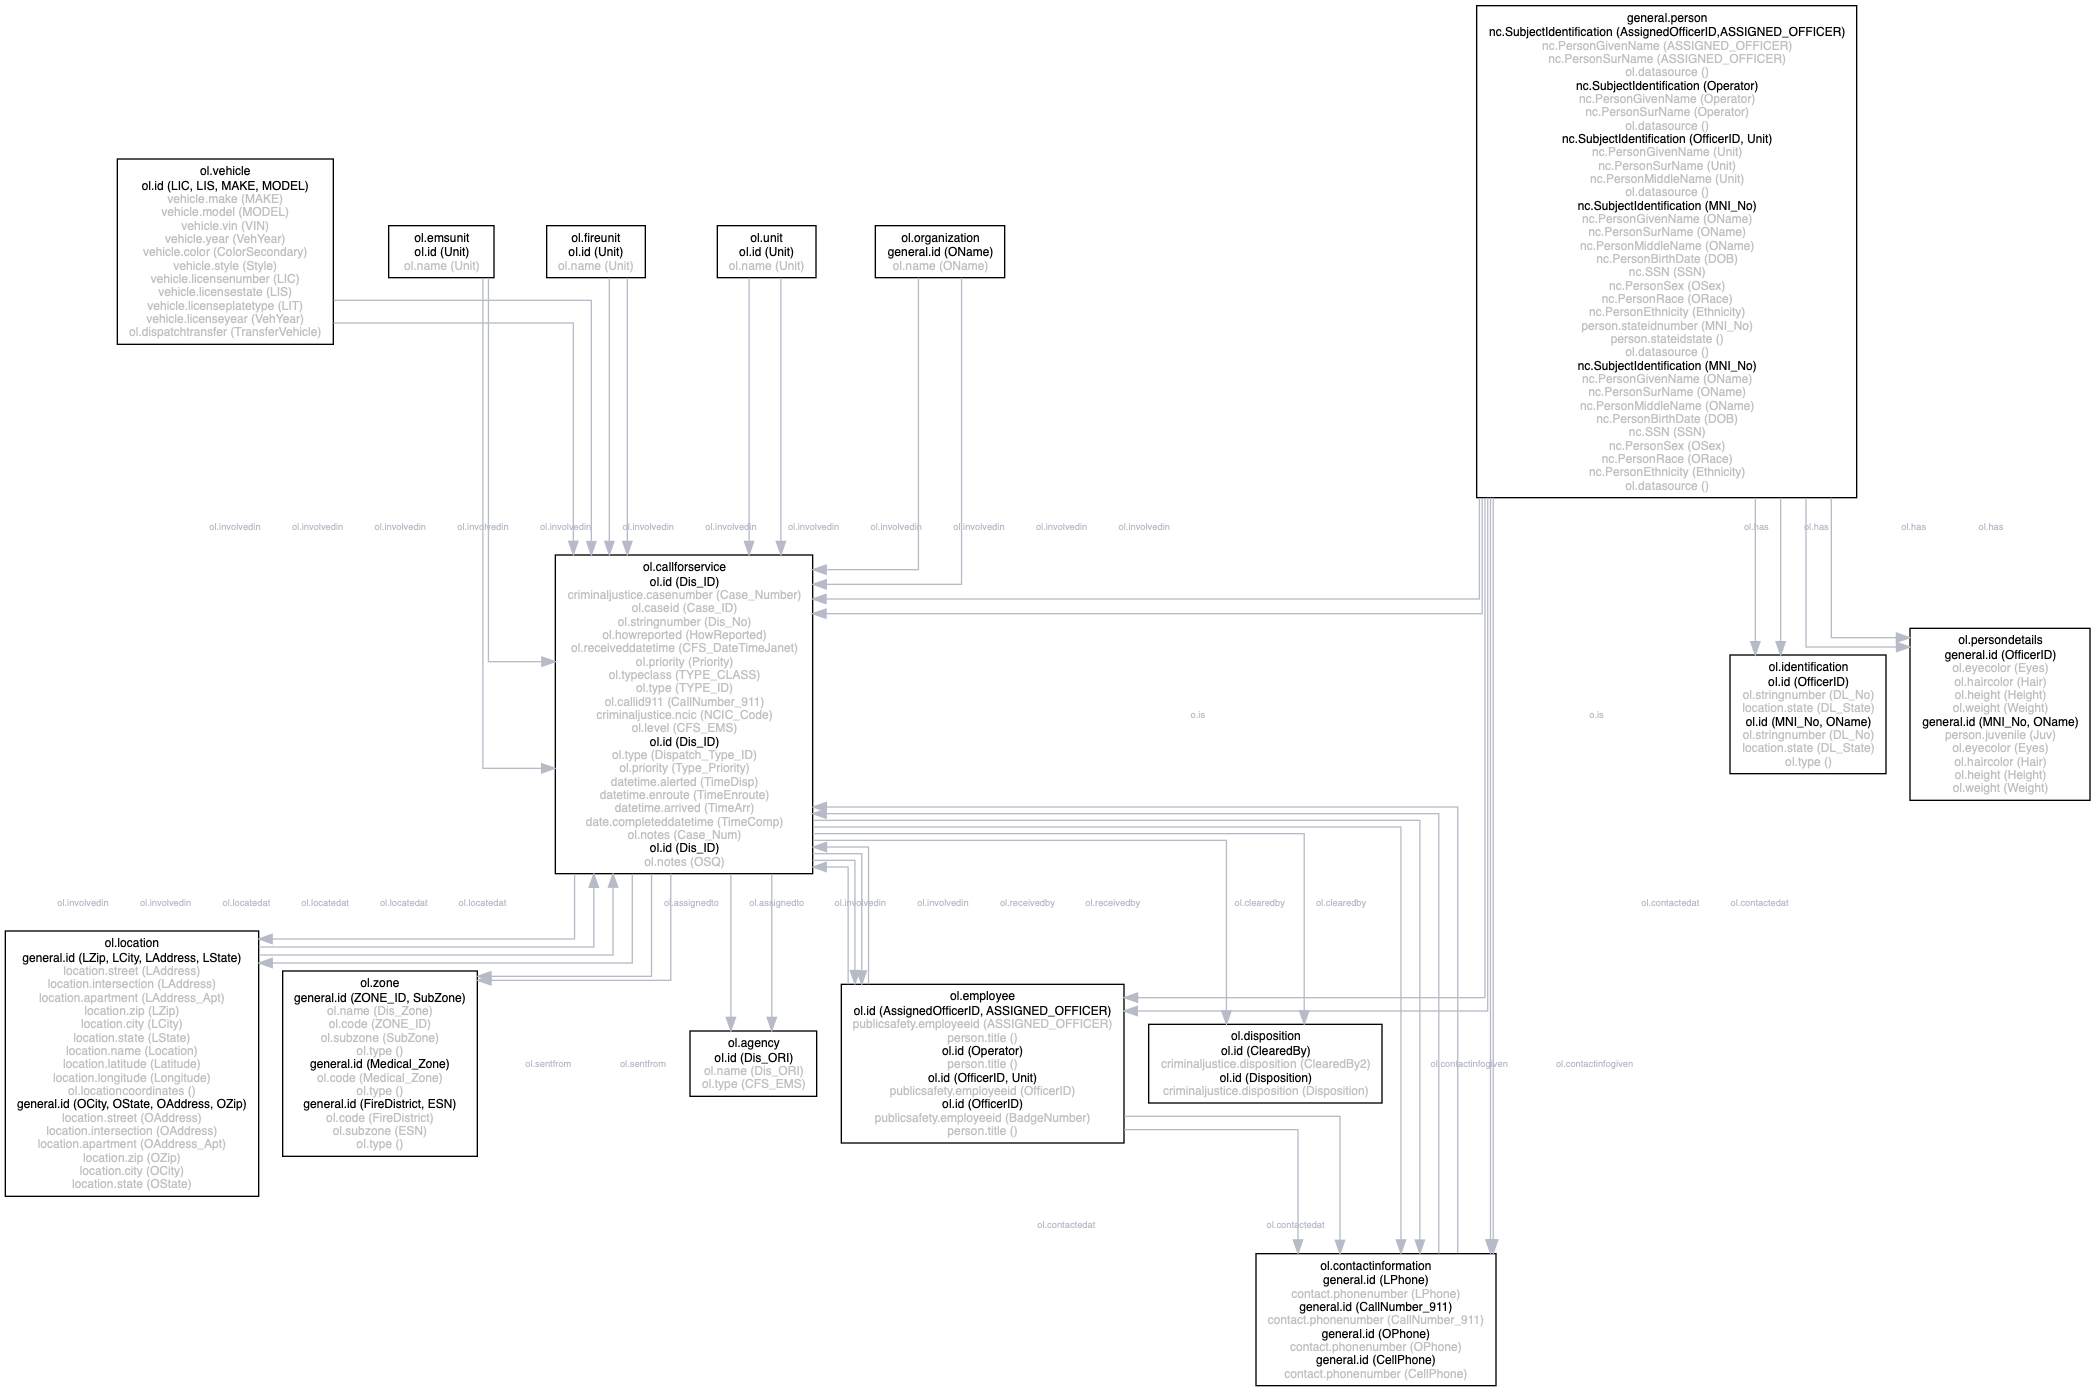 general.person
nc.SubjectIdentification (AssignedOfficerID,ASSIGNED_OFFICER)
nc.PersonGivenName (ASSIGNED_OFFICER)
nc.PersonSurName (ASSIGNED_OFFICER)
ol.datasource ()
nc.SubjectIdentification (Operator)
nc.PersonGivenName (Operator)
nc.PersonSurName (Operator)
ol.datasource ()
nc.SubjectIdentification (OfficerID, Unit)
nc.PersonGivenName (Unit)
nc.PersonSurName (Unit)
nc.PersonMiddleName (Unit)
ol.datasource ()
nc.SubjectIdentification (MNI_No)
nc.PersonGivenName (OName)
nc.PersonSurName (OName)
nc.PersonMiddleName (OName)
nc.PersonBirthDate (DOB)
nc.SSN (SSN)
nc.PersonSex (OSex)
nc.PersonRace (ORace)
nc.PersonEthnicity (Ethnicity)
person.stateidnumber (MNI_No)
person.stateidstate ()
ol.datasource ()
nc.SubjectIdentification (MNI_No)
nc.PersonGivenName (OName)
nc.PersonSurName (OName)
nc.PersonMiddleName (OName)
nc.PersonBirthDate (DOB)
nc.SSN (SSN)
nc.PersonSex (OSex)
nc.PersonRace (ORace)
nc.PersonEthnicity (Ethnicity)
ol.datasource ()
ol.vehicle
ol.id (LIC, LIS, MAKE, MODEL)
vehicle.make (MAKE)
vehicle.model (MODEL)
vehicle.vin (VIN)
vehicle.year (VehYear)
vehicle.color (ColorSecondary)
vehicle.style (Style)
vehicle.licensenumber (LIC)
vehicle.licensestate (LIS)
vehicle.licenseplatetype (LIT)
vehicle.licenseyear (VehYear)
ol.dispatchtransfer (TransferVehicle)
ol.emsunit
ol.id (Unit)
ol.name (Unit)
ol.fireunit
ol.id (Unit)
ol.name (Unit)
ol.unit
ol.id (Unit)
ol.name (Unit)
ol.organization
general.id (OName)
ol.name (OName)
ol.involvedin ol.involvedin ol.involvedin ol.involvedin ol.involvedin ol.involvedin ol.involvedin ol.involvedin ol.involvedin ol.involvedin ol.involvedin ol.involvedin ol.has ol.has ol.has ol.has
ol.callforservice
ol.id (Dis_ID)
criminaljustice.casenumber (Case_Number)
ol.caseid (Case_ID)
ol.stringnumber (Dis_No)
ol.howreported (HowReported)
ol.receiveddatetime (CFS_DateTimeJanet)
ol.priority (Priority)
ol.typeclass (TYPE_CLASS)
ol.type (TYPE_ID)
ol.callid911 (CallNumber_911)
criminaljustice.ncic (NCIC_Code)
ol.level (CFS_EMS)
ol.id (Dis_ID)
ol.type (Dispatch_Type_ID)
ol.priority (Type_Priority)
datetime.alerted (TimeDisp)
datetime.enroute (TimeEnroute)
datetime.arrived (TimeArr)
date.completeddatetime (TimeComp)
ol.notes (Case_Num)
ol.id (Dis_ID)
ol.notes (OSQ)
o.is o.is
ol.identification
ol.id (OfficerID)
ol.stringnumber (DL_No)
location.state (DL_State)
ol.id (MNI_No, OName)
ol.stringnumber (DL_No)
location.state (DL_State)
ol.type ()
ol.persondetails
general.id (OfficerID)
ol.eyecolor (Eyes)
ol.haircolor (Hair)
ol.height (Height)
ol.weight (Weight)
general.id (MNI_No, OName)
person.juvenile (Juv)
ol.eyecolor (Eyes)
ol.haircolor (Hair)
ol.height (Height)
ol.weight (Weight)
ol.involvedin ol.involvedin ol.locatedat ol.locatedat ol.locatedat ol.locatedat ol.assignedto ol.assignedto ol.involvedin ol.involvedin ol.receivedby ol.receivedby ol.clearedby ol.clearedby ol.contactedat ol.contactedat
ol.location
general.id (LZip, LCity, LAddress, LState)
location.street (LAddress)
location.intersection (LAddress)
location.apartment (LAddress_Apt)
location.zip (LZip)
location.city (LCity)
location.state (LState)
location.name (Location)
location.latitude (Latitude)
location.longitude (Longitude)
ol.locationcoordinates ()
general.id (OCity, OState, OAddress, OZip)
location.street (OAddress)
location.intersection (OAddress)
location.apartment (OAddress_Apt)
location.zip (OZip)
location.city (OCity)
location.state (OState)
ol.zone
general.id (ZONE_ID, SubZone)
ol.name (Dis_Zone)
ol.code (ZONE_ID)
ol.subzone (SubZone)
ol.type ()
general.id (Medical_Zone)
ol.code (Medical_Zone)
ol.type ()
general.id (FireDistrict, ESN)
ol.code (FireDistrict)
ol.subzone (ESN)
ol.type ()
ol.sentfrom ol.sentfrom
ol.agency
ol.id (Dis_ORI)
ol.name (Dis_ORI)
ol.type (CFS_EMS)
ol.employee
ol.id (AssignedOfficerID, ASSIGNED_OFFICER)
publicsafety.employeeid (ASSIGNED_OFFICER)
person.title ()
ol.id (Operator)
person.title ()
ol.id (OfficerID, Unit)
publicsafety.employeeid (OfficerID)
ol.id (OfficerID)
publicsafety.employeeid (BadgeNumber)
person.title ()
ol.disposition
ol.id (ClearedBy)
criminaljustice.disposition (ClearedBy2)
ol.id (Disposition)
criminaljustice.disposition (Disposition)
ol.contactinfogiven ol.contactinfogiven
ol.contactedat ol.contactedat
ol.contactinformation
general.id (LPhone)
contact.phonenumber (LPhone)
general.id (CallNumber_911)
contact.phonenumber (CallNumber_911)
general.id (OPhone)
contact.phonenumber (OPhone)
general.id (CellPhone)
contact.phonenumber (CellPhone)